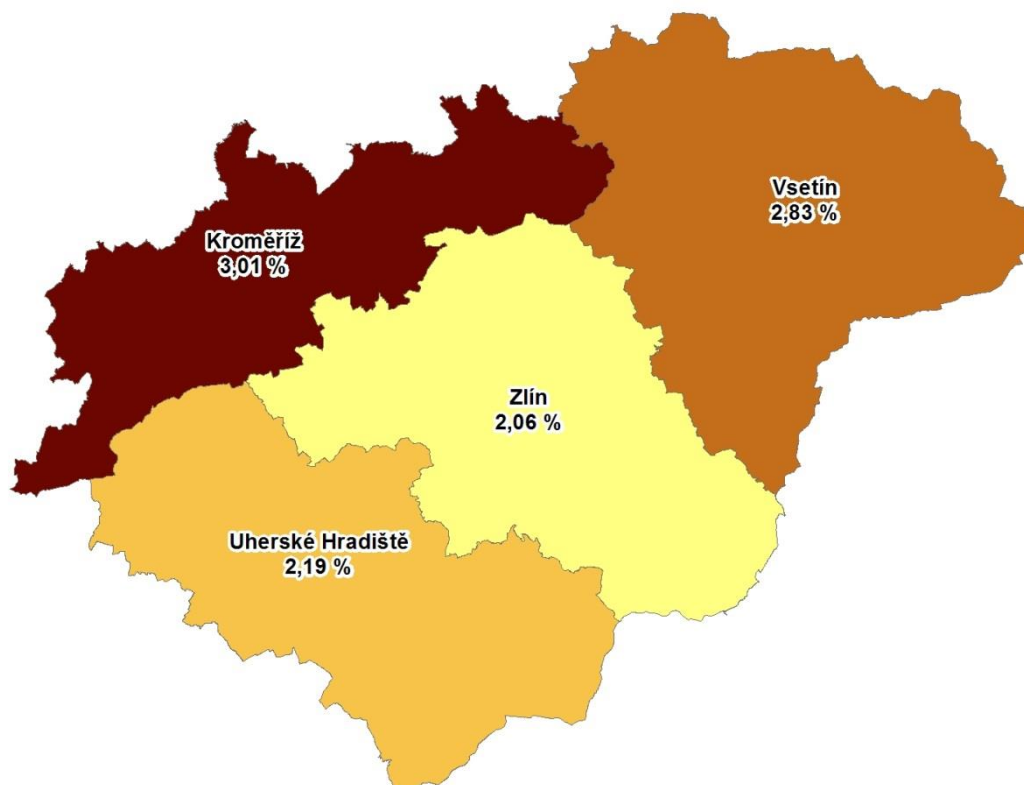 Vsetín
2,83 %
Kroměříž
3,01 %
Zlín
2,06 %
Uherské Hradiště
2,19 %